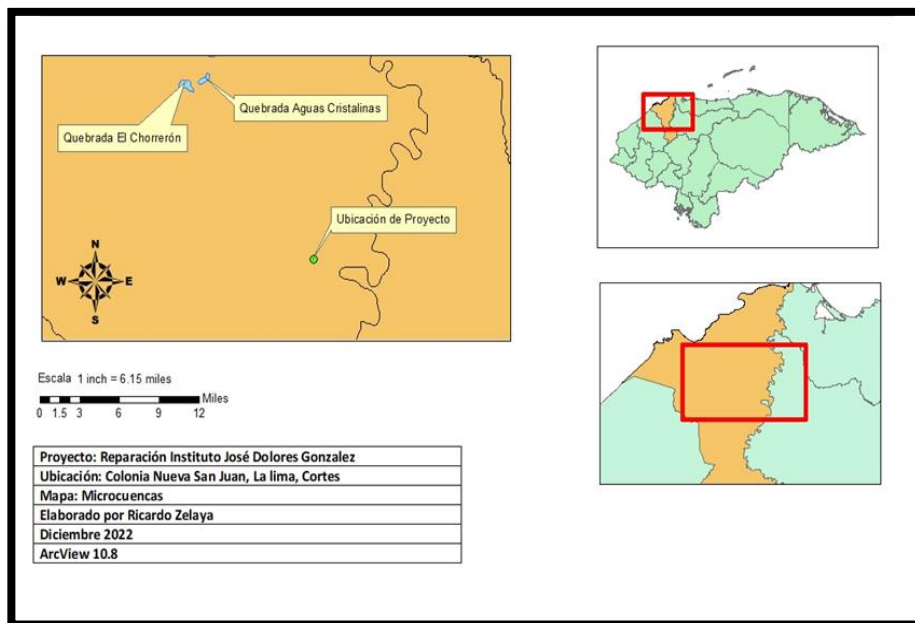 Quebrada Aguas Cristalinas
Quebrada El Chorrerón
Ubicación de Proyecto
N
W E
S
Escala 1 inch = 6.15 miles
Miles
0 1.5 3 6 9 12
Proyecto: Reparación Instituto José Dolores Gonzalez
Ubicación: Colonia Nueva San Juan, La lima, Cortes
Mapa: Microcuencas
Elaborado por Ricardo Zelaya
Diciembre 2022
ArcView 10.8